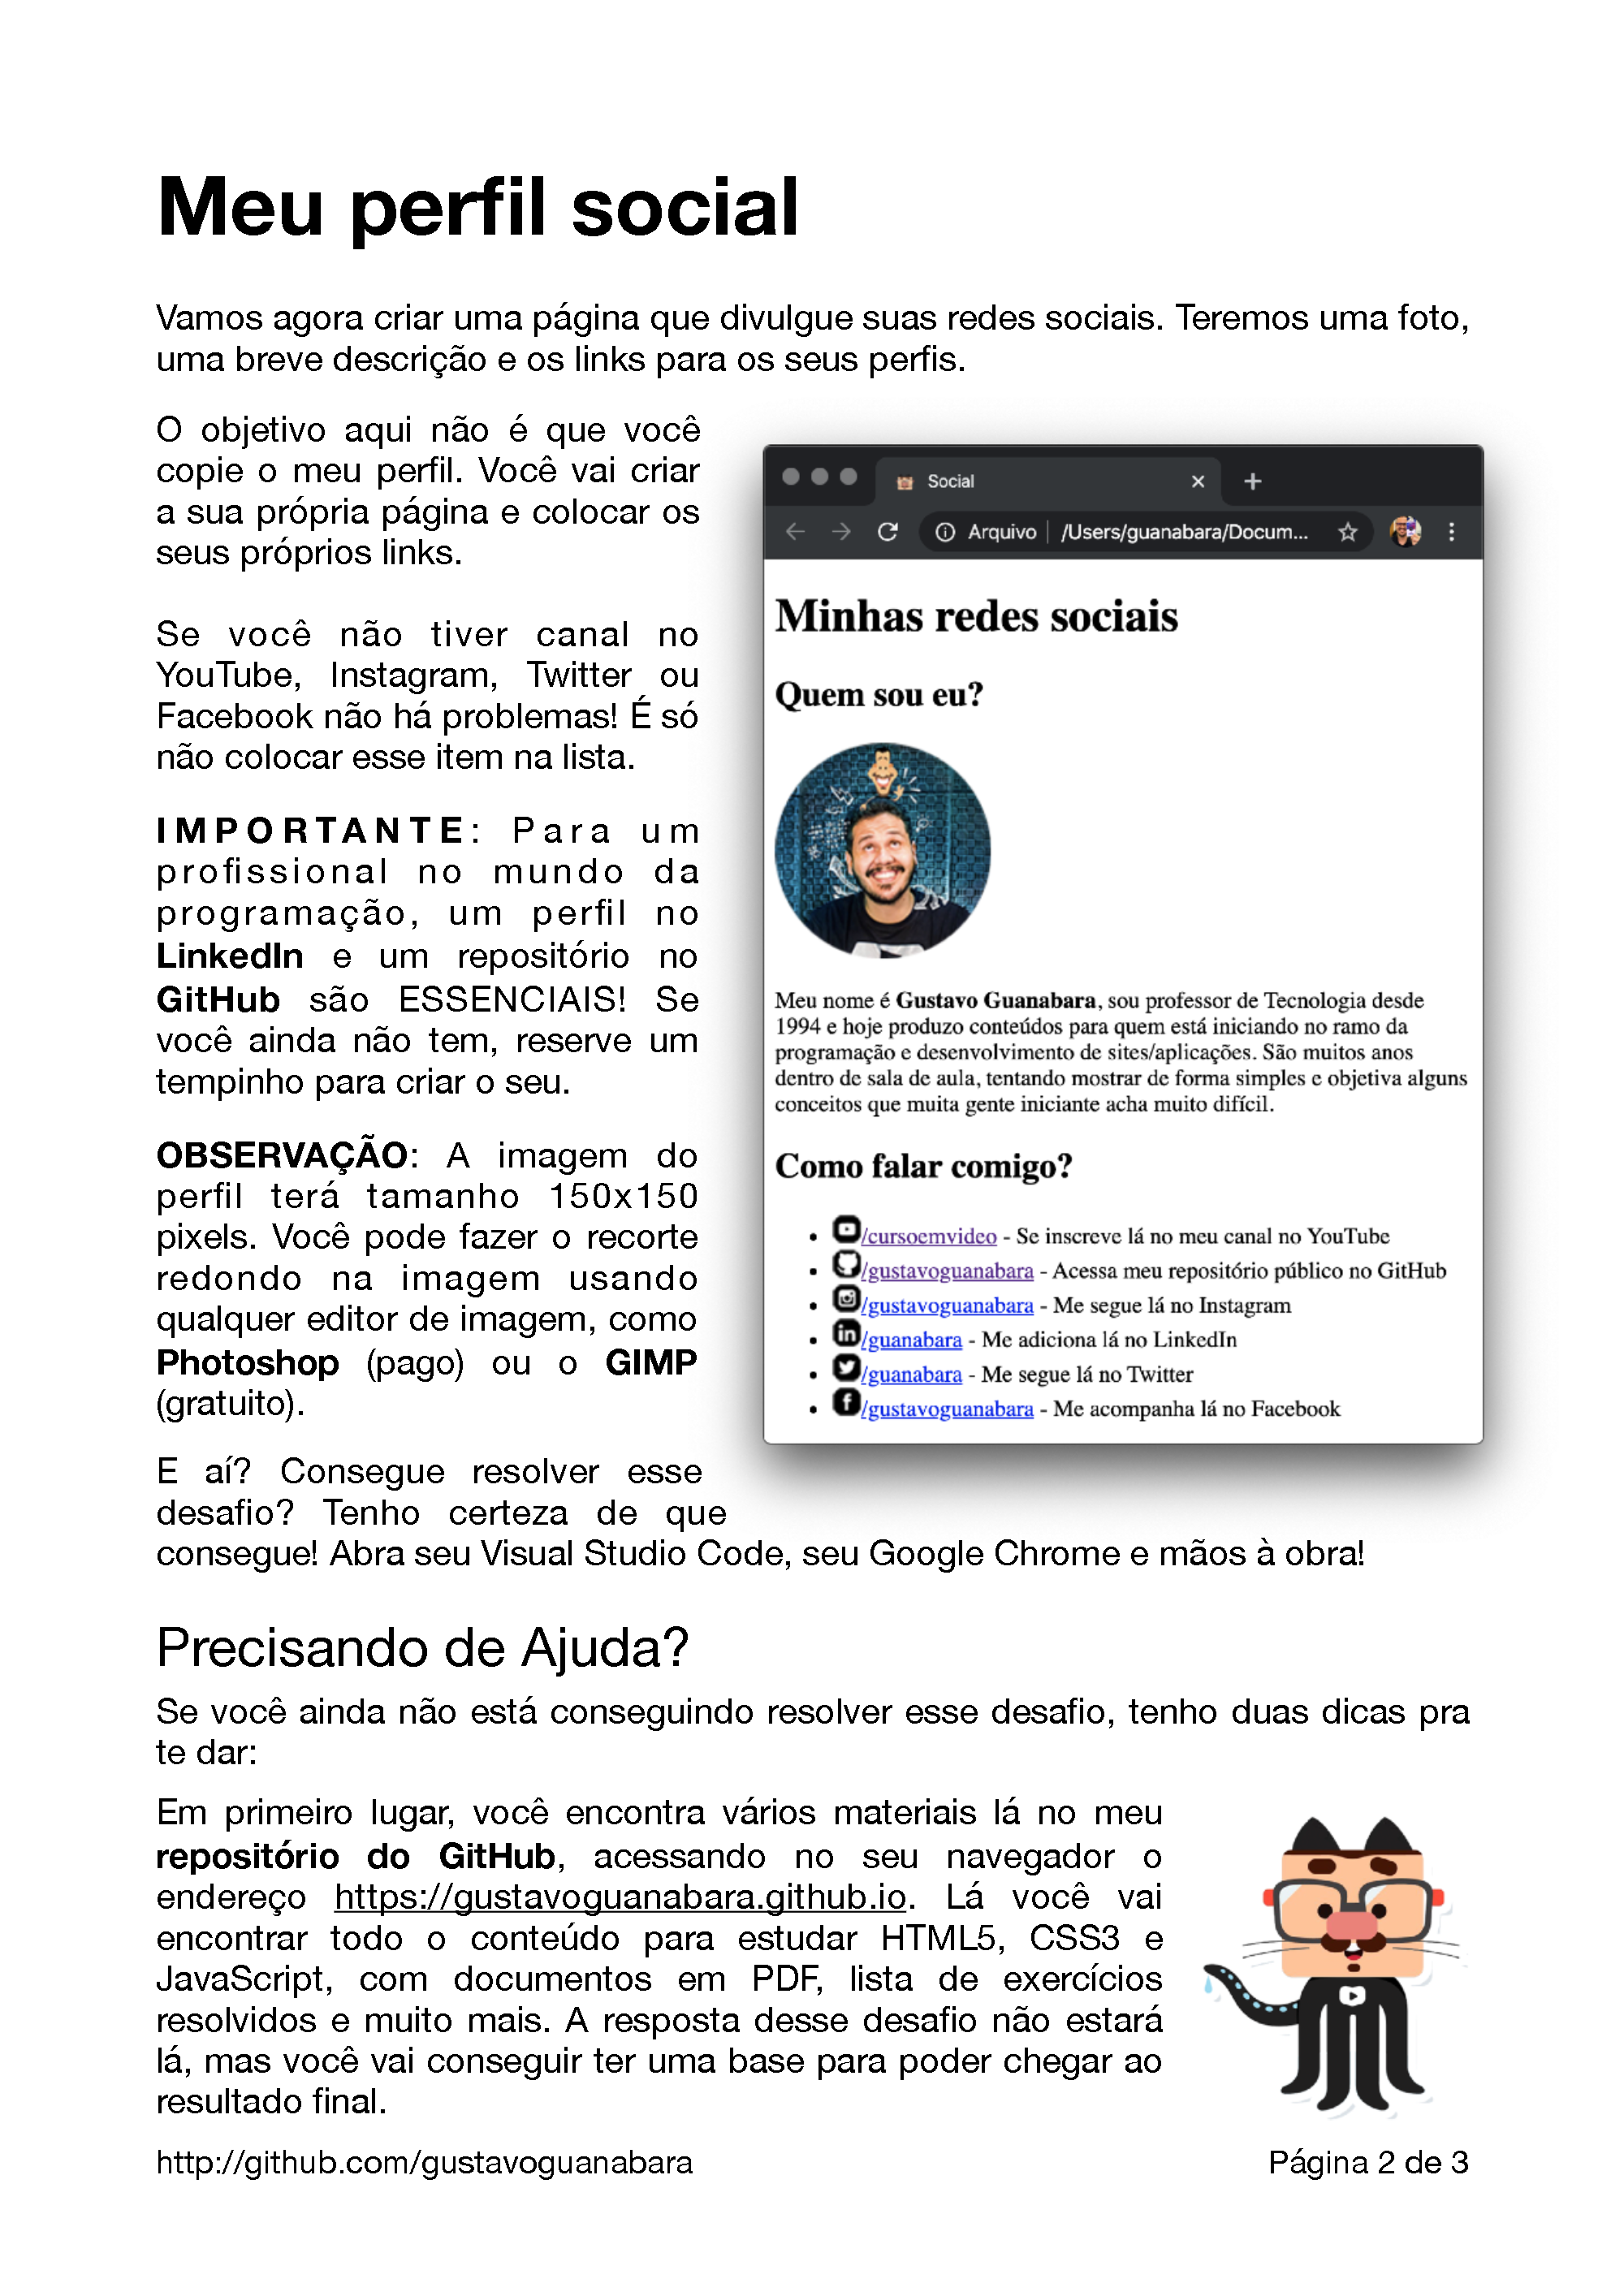 Meu perfil social
Vamos agora criar uma página que divulgue suas redes sociais. Teremos uma foto,
uma breve descrição e os links para os seus perfis.
O objetivo aqui não é que você
copie o meu perfil. Você vai criar
a sua própria página e colocar os
seus próprios links.
Se você não tiver canal no
YouTube, Instagram, Twitter ou
Facebook não há problemas! É só
não colocar esse item na lista.
IMPORTANTE: Para um
profissional no mundo da
programação, um perfil no
LinkedIn e um repositório no
GitHub são ESSENCIAIS! Se
você ainda não tem, reserve um
tempinho para criar o seu.
OBSERVAÇÃO: A imagem do
perfil terá tamanho 150x150
pixels. Você pode fazer o recorte
redondo na imagem usando
qualquer editor de imagem, como
Photoshop (pago) ou o GIMP
(gratuito).
E aí? Consegue resolver esse
desafio? Tenho certeza de que
consegue! Abra seu Visual Studio Code, seu Google Chrome e mãos à obra!
Social
Arquivo | /Users/guanabara/Docum...
Minhas redes sociais
Quem sou eu?
Meu nome é Gustavo Guanabara, sou professor de Tecnologia desde
1994 e hoje produzo conteúdos para quem está iniciando no ramo da
programação e desenvolvimento de sites/aplicações. São muitos anos
dentro de sala de aula, tentando mostrar de forma simples e objetiva alguns
conceitos que muita gente iniciante acha muito difícil.
Como falar comigo?
• /cursoemvideo - Se inscreve lá no meu canal no YouTube
• /gustavoguanabara - Acessa meu repositório público no GitHub
• /gustavoguanabara - Me segue lá no Instagram
• in /guanabara - Me adiciona lá no LinkedIn
• /guanabara - Me segue lá no Twitter
• f /gustavoguanabara - Me acompanha lá no Facebook
Precisando de Ajuda?
Se você ainda não está conseguindo resolver esse desafio, tenho duas dicas pra
te dar:
Em primeiro lugar, você encontra vários materiais lá no meu
repositório do GitHub, acessando no seu navegador o
endereço https://gustavoguanabara.github.io. Lá você vai
encontrar todo o conteúdo para estudar HTML5, CSS3 e
JavaScript, com documentos em PDF, lista de exercícios
resolvidos e muito mais. A resposta desse desafio não estará
lá, mas você vai conseguir ter uma base para poder chegar ao
resultado final.
http://github.com/gustavoguanabara
Página 2 de 3